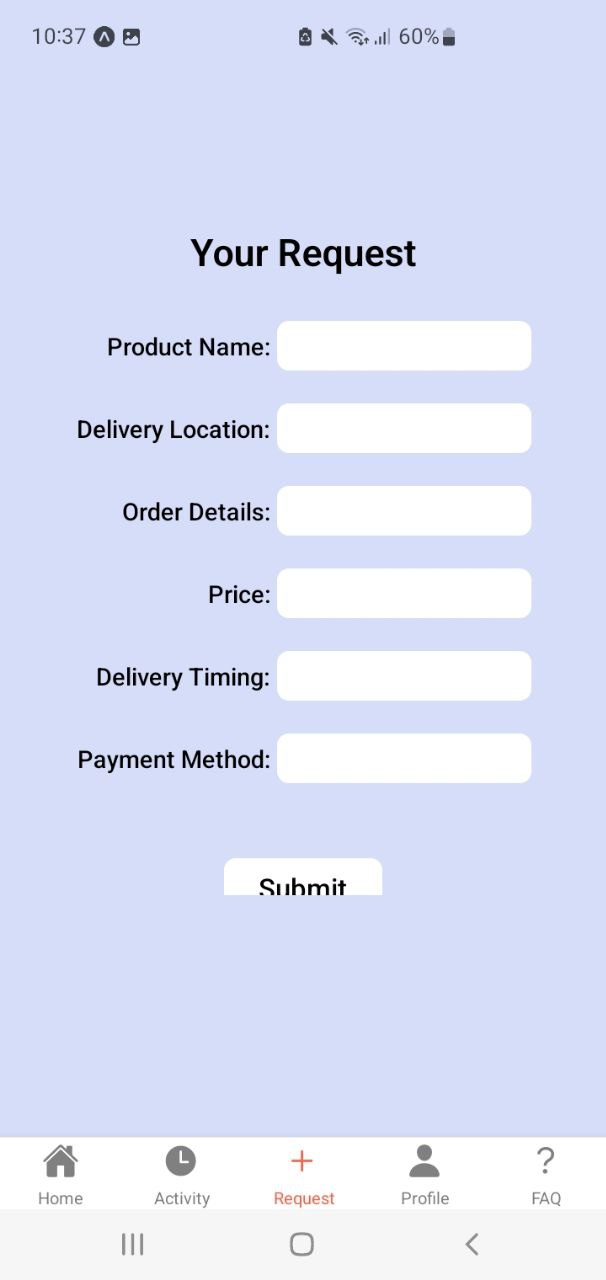 10:37 60%
Your Request
Product Name:
Delivery Location:
Order Details:
Price:
Delivery Timing:
Payment Method:
Submit
Home Activity Request Profile FAQ